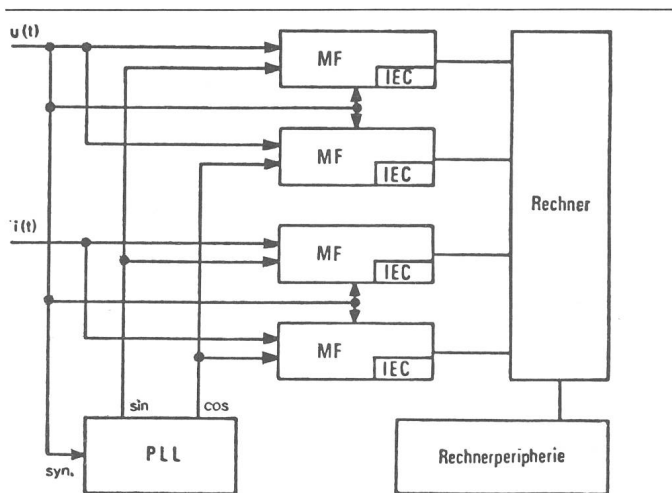 u(t)
MF
IEC
MF
IEC
Rechner
i(t)
MF
IEC
MF
IEC
sin
cos
syn.
PLL
Rechnerperipherie